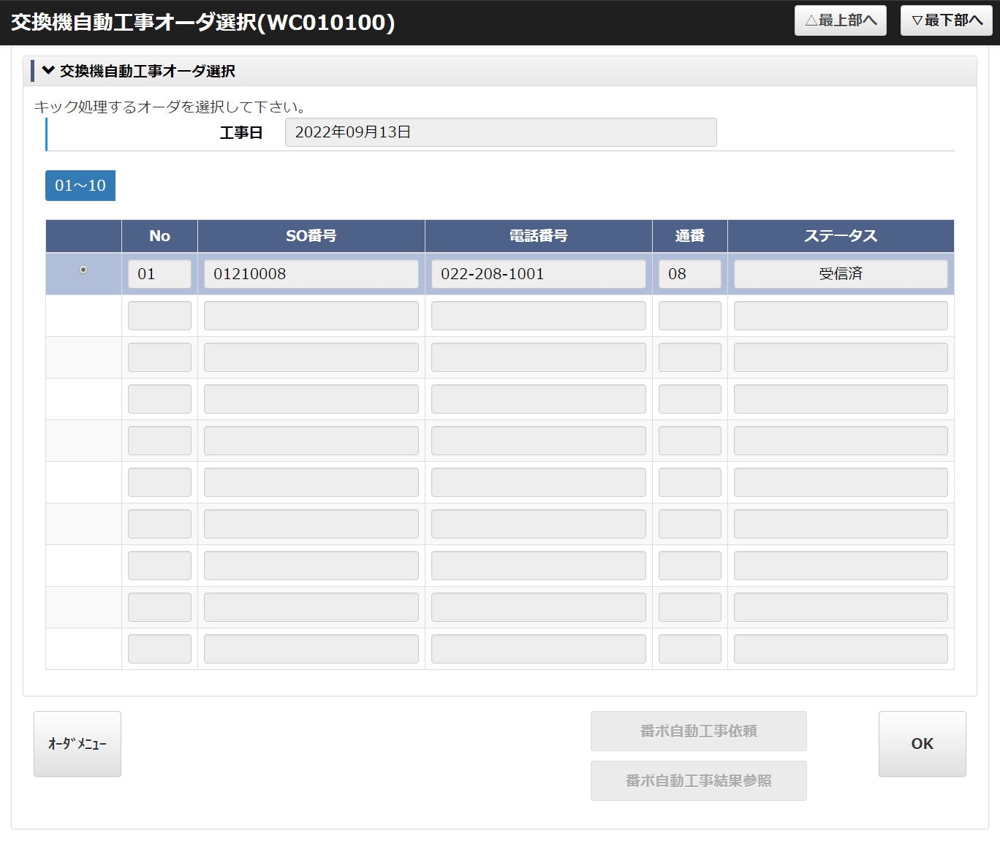 交換機自動工事オーダ選択(WC010100)
△最上部へ
▽最下部へ
交換機自動工事オーダ選択
キック処理するオーダを選択して下さい。
工事日
2022年09月13日
01～10
No
SO番号
電話番号
通番
ステータス
01
01210008
022-208-1001
08
受信済
ｵｰﾀﾞﾒﾆｭｰ
番ポ自動工事依頼
番ポ自動工事結果参照
OK